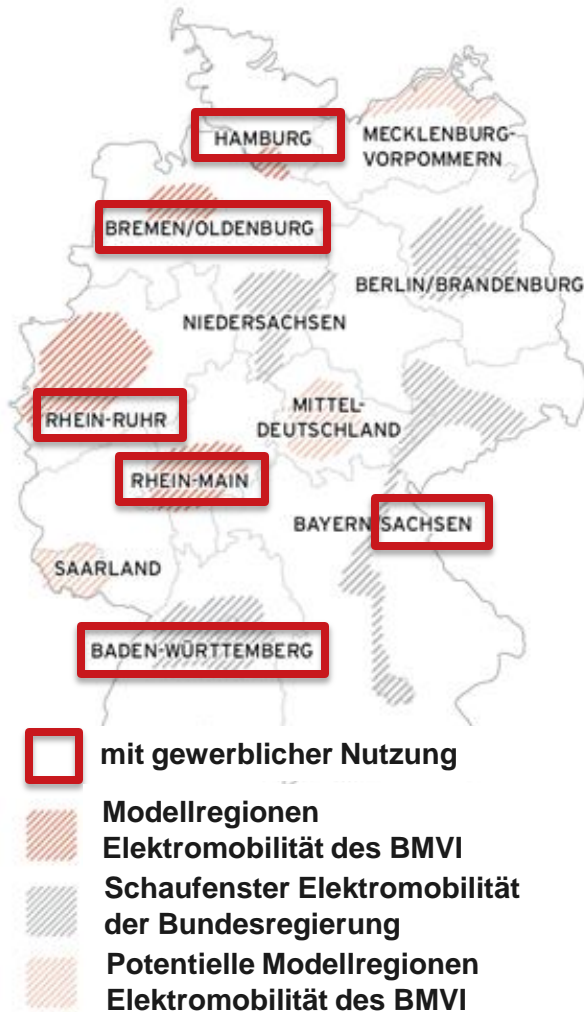 HAMBURG
MECKLENBURG-
VORPOMMERN
BREMEN/OLDENBURG
BERLIN/BRANDENBURG
NIEDERSACHSEN
MITTEL-
DEUTSCHLAND
RHEIN-RUHR
RHEIN-MAIN
BAYERN/SACHSEN
SAARLAND
BADEN-WÜRTTEMBERG
mit gewerblicher Nutzung
Modellregionen
Elektromobilität des BMVI
Schaufenster Elektromobilität
der Bundesregierung
Potentielle Modellregionen
Elektromobilität des BMVI